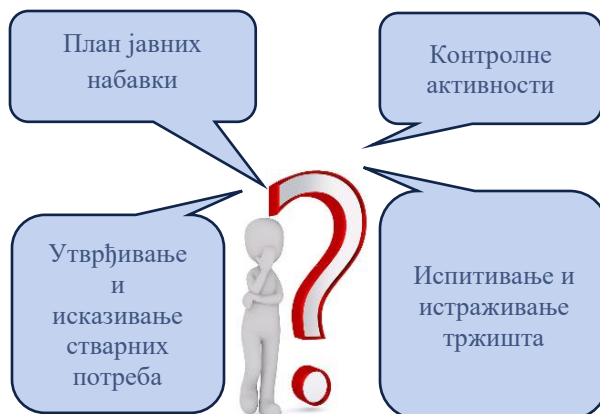 План јавних
набавки
Контролне
активности
Утврђивање
и
исказивање
стварних
потреба
Испитивање и
истраживање
тржишта